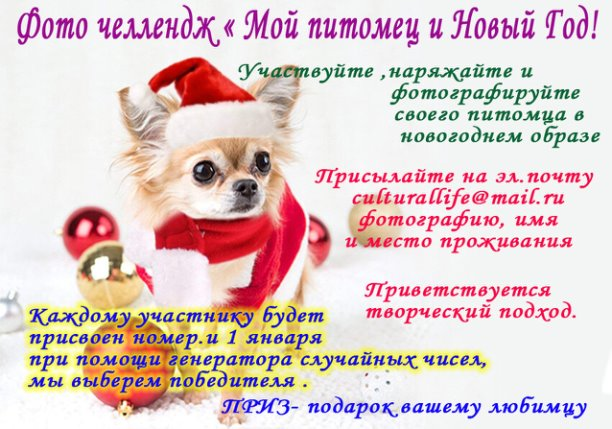 Фото челлендж « Мой питомец и Новый Год!
Участвуйте ,наряжайте и
фотографируйте
своего питомца в
новогоднем образе
Присылайте на эл.почту
culturallife@mail.ru
фотографию, имя
и место проживания
Приветствуется
творческий подход.
Каждому участнику будет
присвоен номер.и 1 января
при помощи генератора случайных чисел,
мы выберем победителя .
ПРИЗ- подарок вашему любимцу